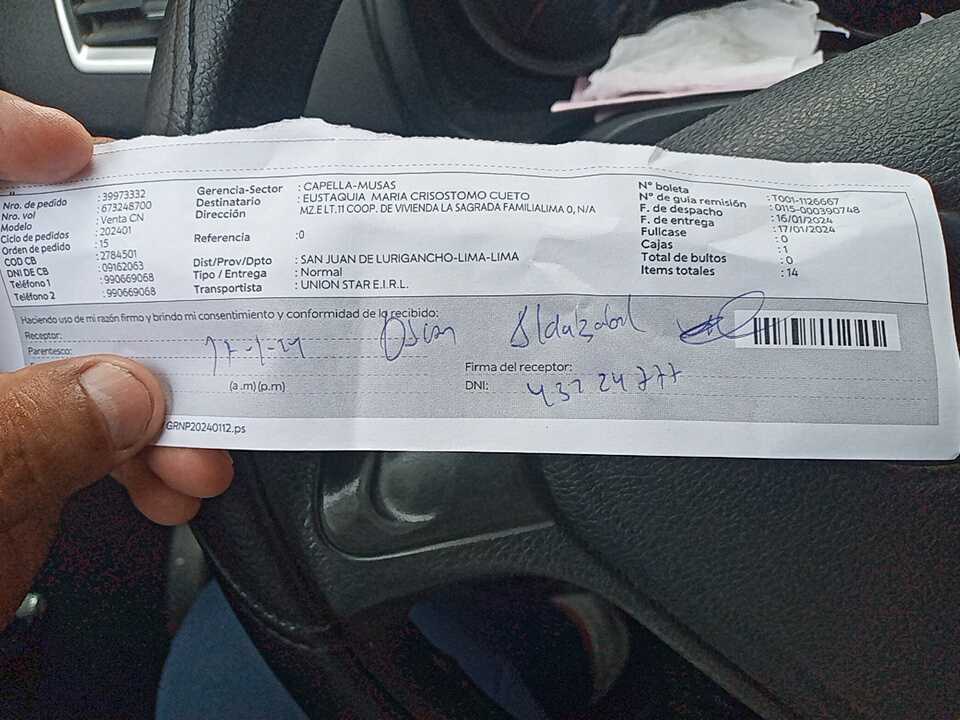 Nro. de pedido : 39973332
Nro. vol : 673248700
Modelo : Venta CN
Ciclo de pedidos : 202401
Orden de pedido : 15
COD CB : 2784501
DNI DE CB : 09162063
Teléfono 1 : 990669068
Teléfono 2 : 990669068
Gerencia-Sector : CAPELLA-MUSAS
Destinatario : EUSTAQUIA MARIA CRISOSTOMO CUETO
Dirección MZ.E LT.11 COOP. DE VIVIENDA LA SAGRADA FAMILIALIMA 0, N/A
Referencia :0
Dist/Prov/Dpto : SAN JUAN DE LURIGANCHO-LIMA-LIMA
Tipo / Entrega : Normal
Transportista : UNION STAR E.I.R.L.
N° boleta : T001-1126667
N° de guia remisión : 0115-000390748
F. de despacho : 16/01/2024
F. de entrega : 17/01/2024
Fullcase : 0
Cajas : 1
Total de bultos : 0
Items totales : 14
Haciendo uso de mi razón firmo y brindo mi consentimiento y conformidad de lo recibido:
Receptor:
Parentesco:
17-1-24 Oscar
(a.m)(p.m)
Firma del receptor:
DNI: 43224777
GRNP20240112.ps